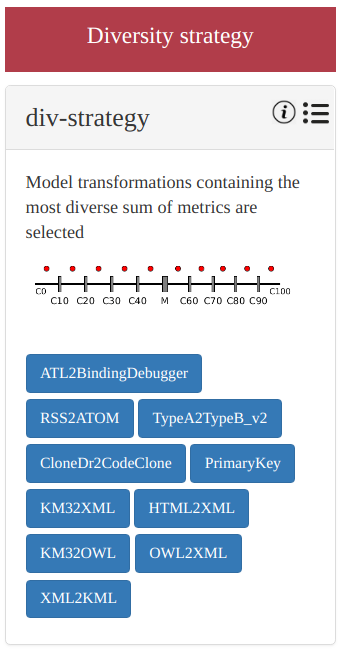 Diversity strategy
div-strategy
Model transformations containing the
most diverse sum of metrics are
selected
C0 C10 C20 C30 C40 M C60 C70 C80 C90 C100
ATL2BindingDebugger
RSS2ATOM TypeA2TypeB_v2
CloneDr2CodeClone PrimaryKey
KM32XML HTML2XML
KM32OWL OWL2XML
XML2KML